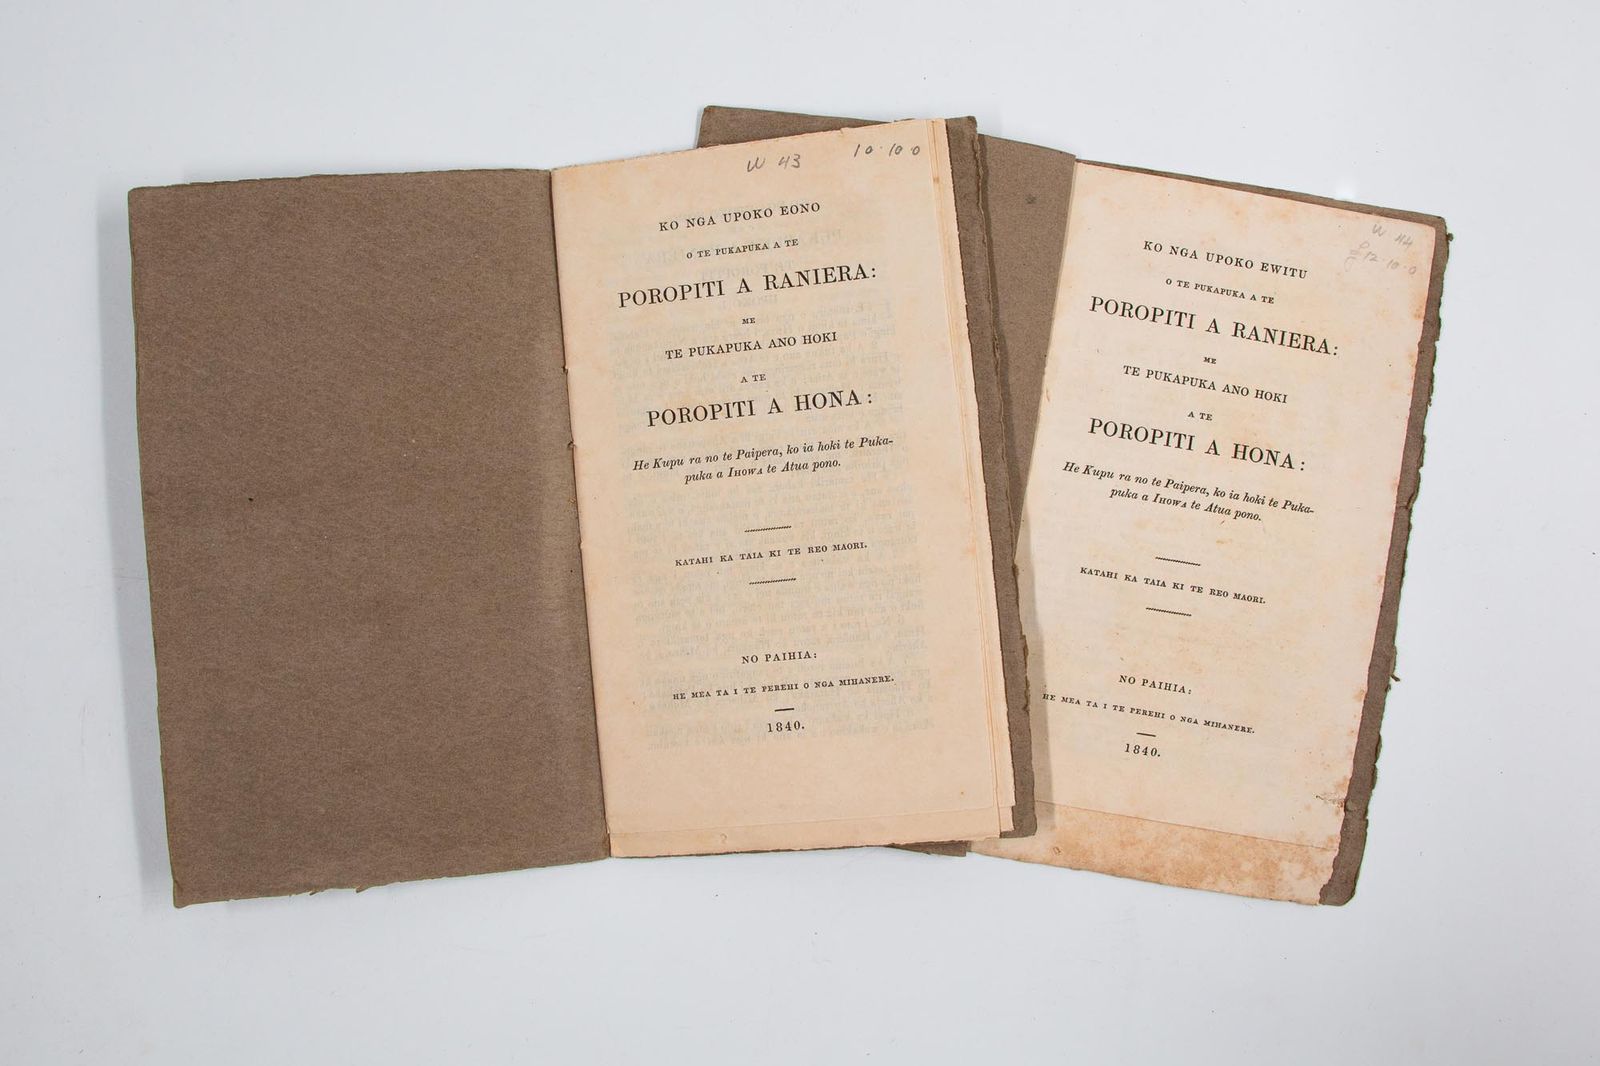 W 43 10.10.0
KO NGA UPOKO EONO
O TE PUKAPUKA A TE
POROPITI A RANIERA:
ME
TE PUKAPUKA ANO HOKI
A TE
POROPITI A HONA:
He Kupu ra no te Paipera, ko ia hoki te Puka-
puka a IHOWA te Atua pono.
KATAHI KA TAIA KI TE REO MAORI.
NO PAIHIA:
HE MEA TA I TE PEREHI O NGA MIHANERE.
1840.
W 44
£12.10.0
KO NGA UPOKO EWITU
O TE PUKAPUKA A TE
POROPITI A RANIERA:
ME
TE PUKAPUKA ANO HOKI
A TE
POROPITI A HONA:
He Kupu ra no te Paipera, ko ia hoki te Puka-
puka a IHOWA te Atua pono.
KATAHI KA TAIA KI TE REO MAORI.
NO PAIHIA:
HE MEA TA I TE PEREHI O NGA MIHANERE.
1840.